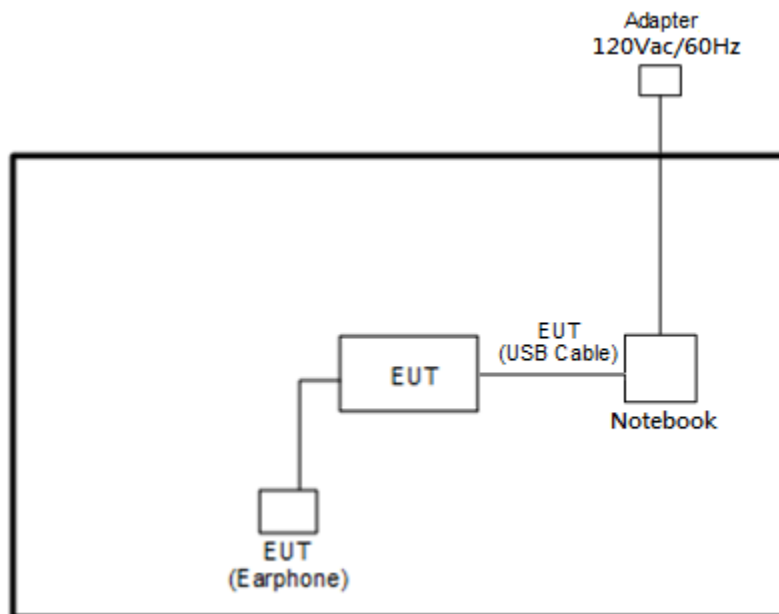 Adapter
120Vac/60Hz
EUT
(USB Cable)
EUT
Notebook
EUT
(Earphone)